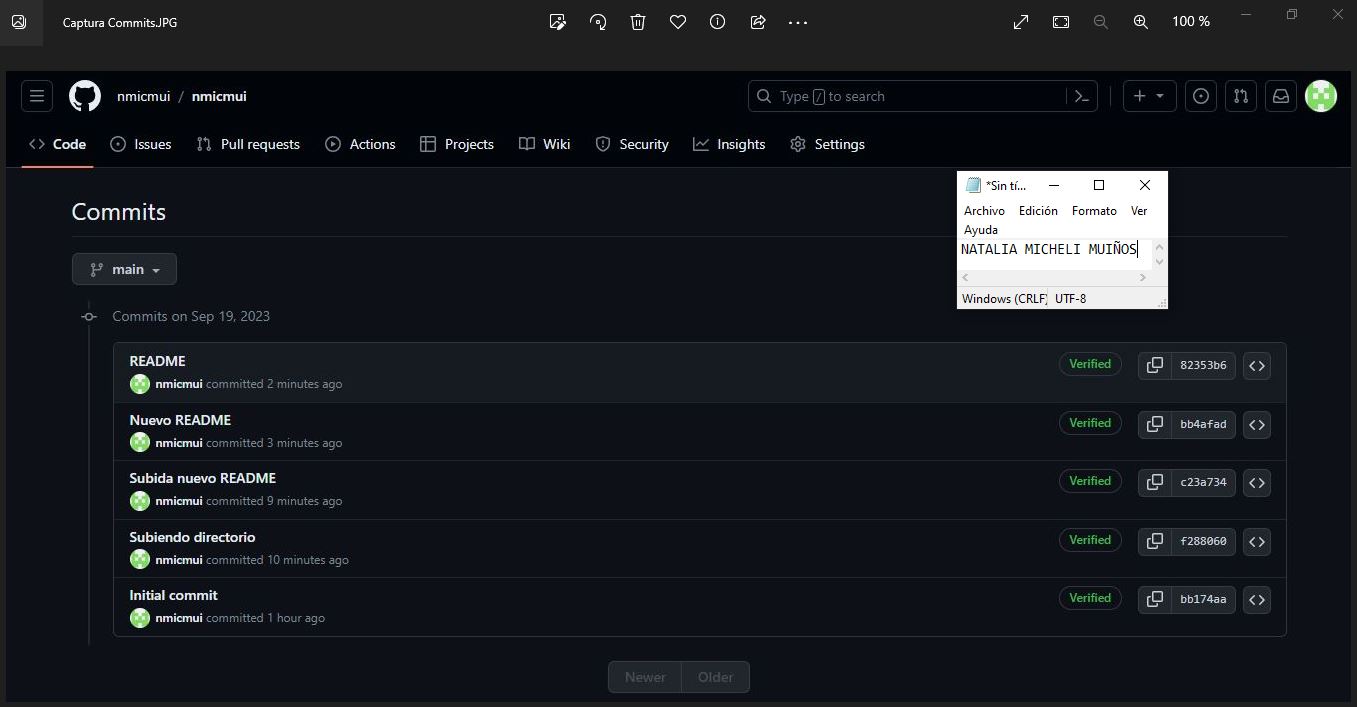 Captura Commits.JPG
100 %
nmicmui / nmicmui
Type / to search
Code Issues Pull requests Actions Projects Wiki Security Insights Settings
*Sin tí...
Archivo Edición Formato Ver
Ayuda
NATALIA MICHELI MUIÑOS
Windows (CRLF) UTF-8
Commits
main
Commits on Sep 19, 2023
README
nmicmui committed 2 minutes ago
Verified 82353b6
Nuevo README
nmicmui committed 3 minutes ago
Verified bb4afad
Subida nuevo README
nmicmui committed 9 minutes ago
Verified c23a734
Subiendo directorio
nmicmui committed 10 minutes ago
Verified f288060
Initial commit
nmicmui committed 1 hour ago
Verified bb174aa
Newer Older